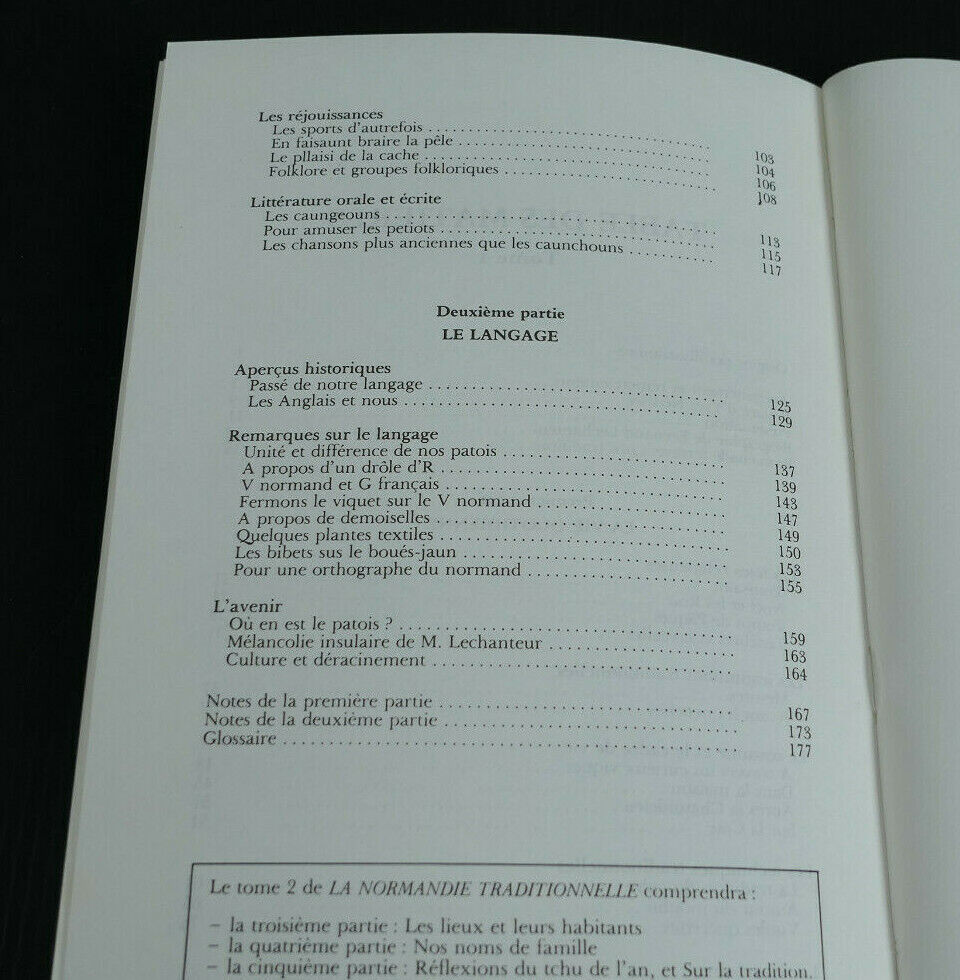 Les réjouissances
Les sports d'autrefois ........ 103
En faisaunt braire la pêle ........ 104
Le pllaisi de la cache ........ 106
Folklore et groupes folkloriques ........ 108
Littérature orale et écrite
Les caungeouns ........ 113
Pour amuser les petiots ........ 115
Les chansons plus anciennes que les caunchouns ........ 117
Deuxième partie
LE LANGAGE
Aperçus historiques
Passé de notre langage ........ 125
Les Anglais et nous ........ 129
Remarques sur le langage
Unité et différence de nos patois ........ 137
A propos d'un drôle d'R ........ 139
V normand et G français ........ 143
Fermons le viquet sur le V normand ........ 147
A propos de demoiselles ........ 149
Quelques plantes textiles ........ 150
Les bibets sus le boués-jaun ........ 153
Pour une orthographe du normand ........ 155
L'avenir
Où en est le patois ? ........ 159
Mélancolie insulaire de M. Lechanteur ........ 163
Culture et déracinement ........ 164
Notes de la première partie ........ 167
Notes de la deuxième partie ........ 173
Glossaire ........ 177
Le tome 2 de LA NORMANDIE TRADITIONNELLE comprendra :
– la troisième partie : Les lieux et leurs habitants
– la quatrième partie : Nos noms de famille
– la cinquième partie : Réflexions du tchu de l'an, et Sur la tradition.